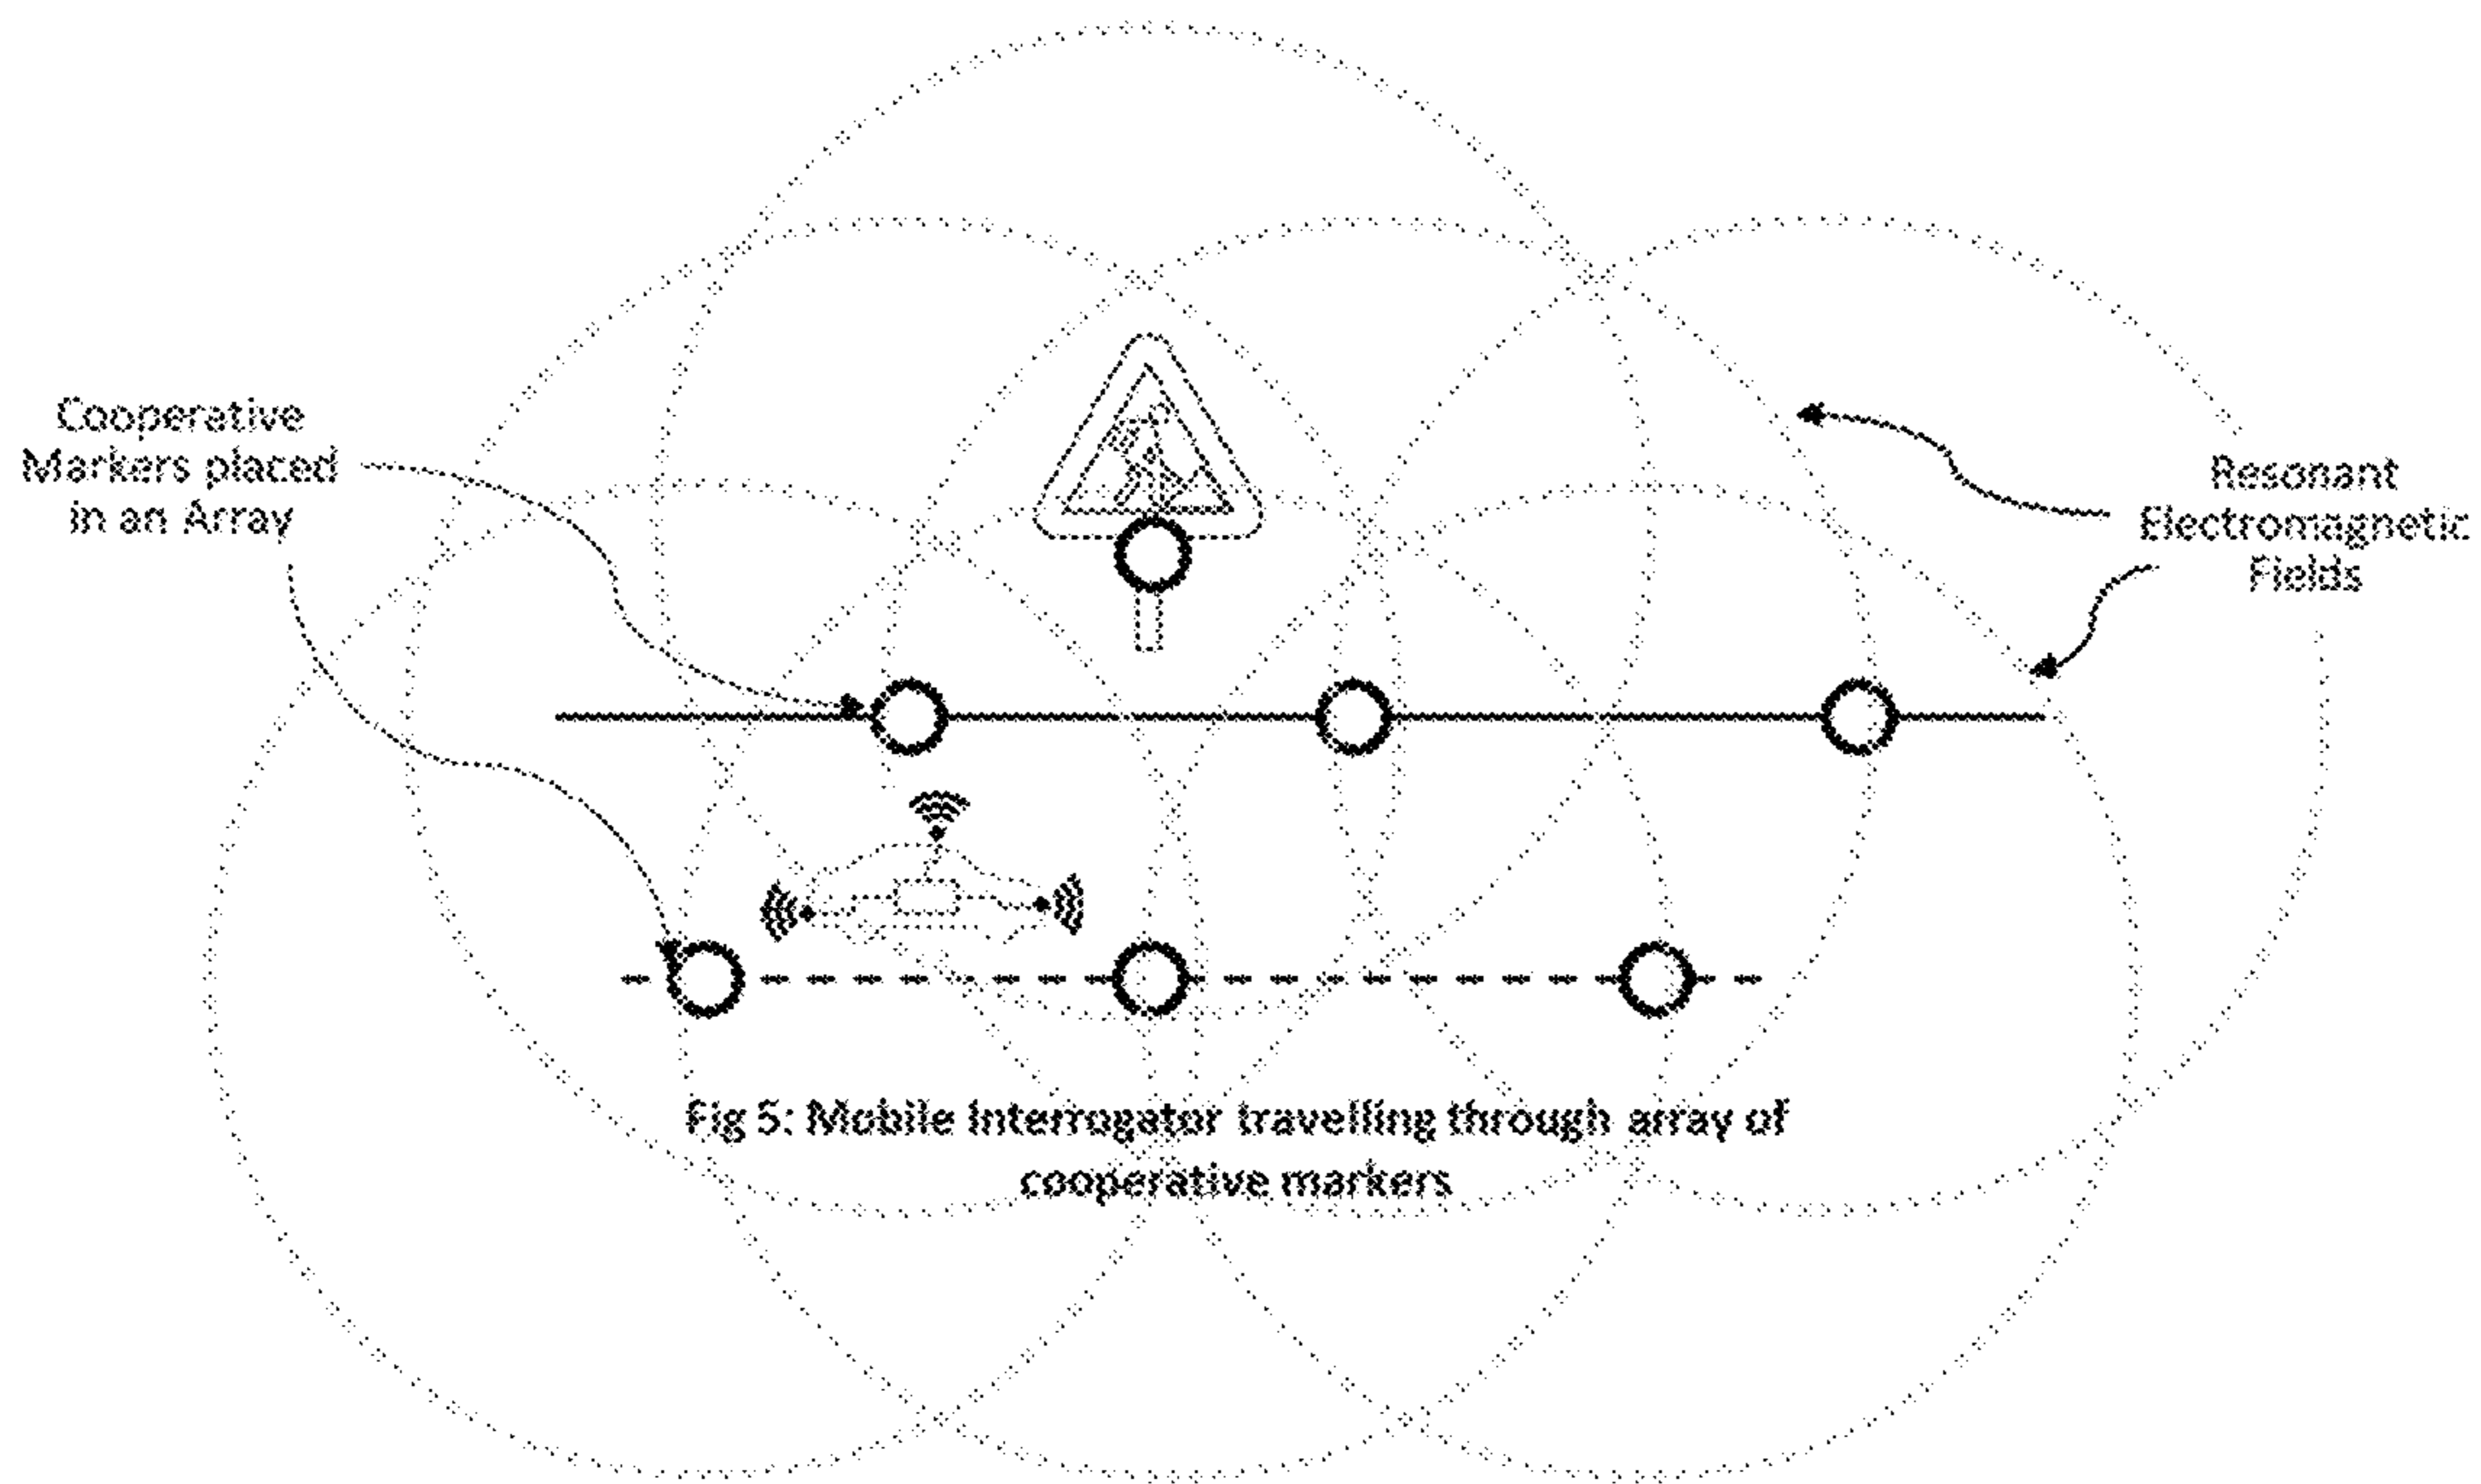 Cooperative
Markers placed
in an Array
Resonant
Electromagnetic
Fields
Fig 5: Mobile Interrogator travelling through array of
cooperative markers